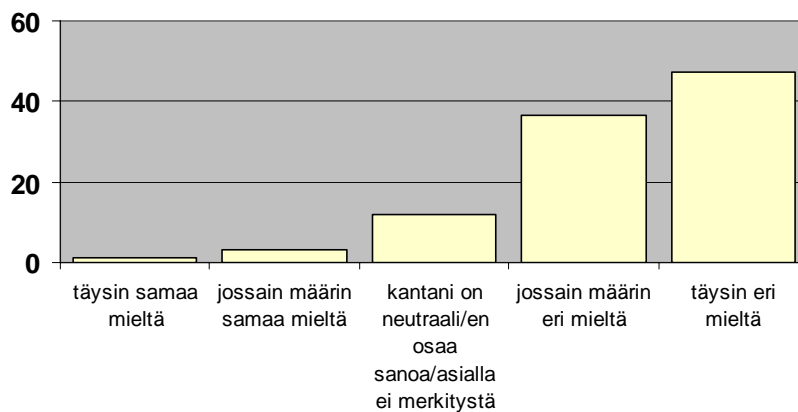 60
40
20
0
täysin samaa
mieltä
jossain määrin
samaa mieltä
kantani on
neutraali/en
osaa
sanoa/asialla
ei merkitystä
jossain määrin
eri mieltä
täysin eri
mieltä